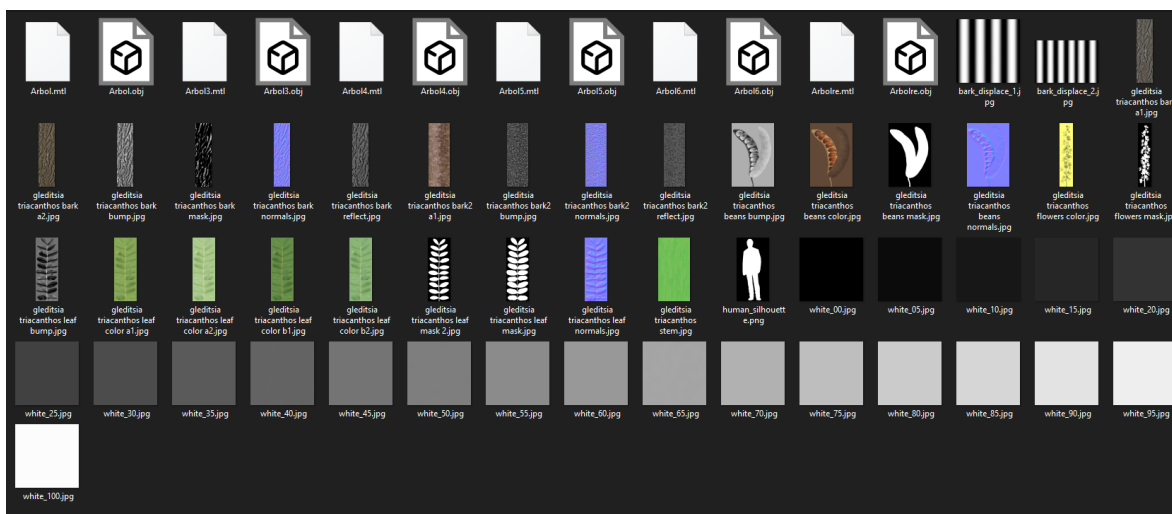 Arbol.mtl
Arbol.obj
Arbol3.mtl
Arbol3.obj
Arbol4.mtl
Arbol4.obj
Arbol5.mtl
Arbol5.obj
Arbol6.mtl
Arbol6.obj
Arbolre.mtl
Arbolre.obj
bark_displace_1.j
pg
bark_displace_2.j
pg
gleditsia
triacanthos bark
a1.jpg
gleditsia
triacanthos bark
a2.jpg
gleditsia
triacanthos bark
bump.jpg
gleditsia
triacanthos bark
mask.jpg
gleditsia
triacanthos bark
normals.jpg
gleditsia
triacanthos bark
reflect.jpg
gleditsia
triacanthos bark2
a1.jpg
gleditsia
triacanthos bark2
bump.jpg
gleditsia
triacanthos bark2
normals.jpg
gleditsia
triacanthos bark2
reflect.jpg
gleditsia
triacanthos
beans bump.jpg
gleditsia
triacanthos
beans color.jpg
gleditsia
triacanthos
beans mask.jpg
gleditsia
triacanthos
beans
normals.jpg
gleditsia
triacanthos
flowers color.jpg
gleditsia
triacanthos
flowers mask.jpg
gleditsia
triacanthos leaf
bump.jpg
gleditsia
triacanthos leaf
color a1.jpg
gleditsia
triacanthos leaf
color a2.jpg
gleditsia
triacanthos leaf
color b1.jpg
gleditsia
triacanthos leaf
color b2.jpg
gleditsia
triacanthos leaf
mask 2.jpg
gleditsia
triacanthos leaf
mask.jpg
gleditsia
triacanthos leaf
normals.jpg
gleditsia
triacanthos
stem.jpg
human_silhouett
e.png
white_00.jpg
white_05.jpg
white_10.jpg
white_15.jpg
white_20.jpg
white_25.jpg
white_30.jpg
white_35.jpg
white_40.jpg
white_45.jpg
white_50.jpg
white_55.jpg
white_60.jpg
white_65.jpg
white_70.jpg
white_75.jpg
white_80.jpg
white_85.jpg
white_90.jpg
white_95.jpg
white_100.jpg